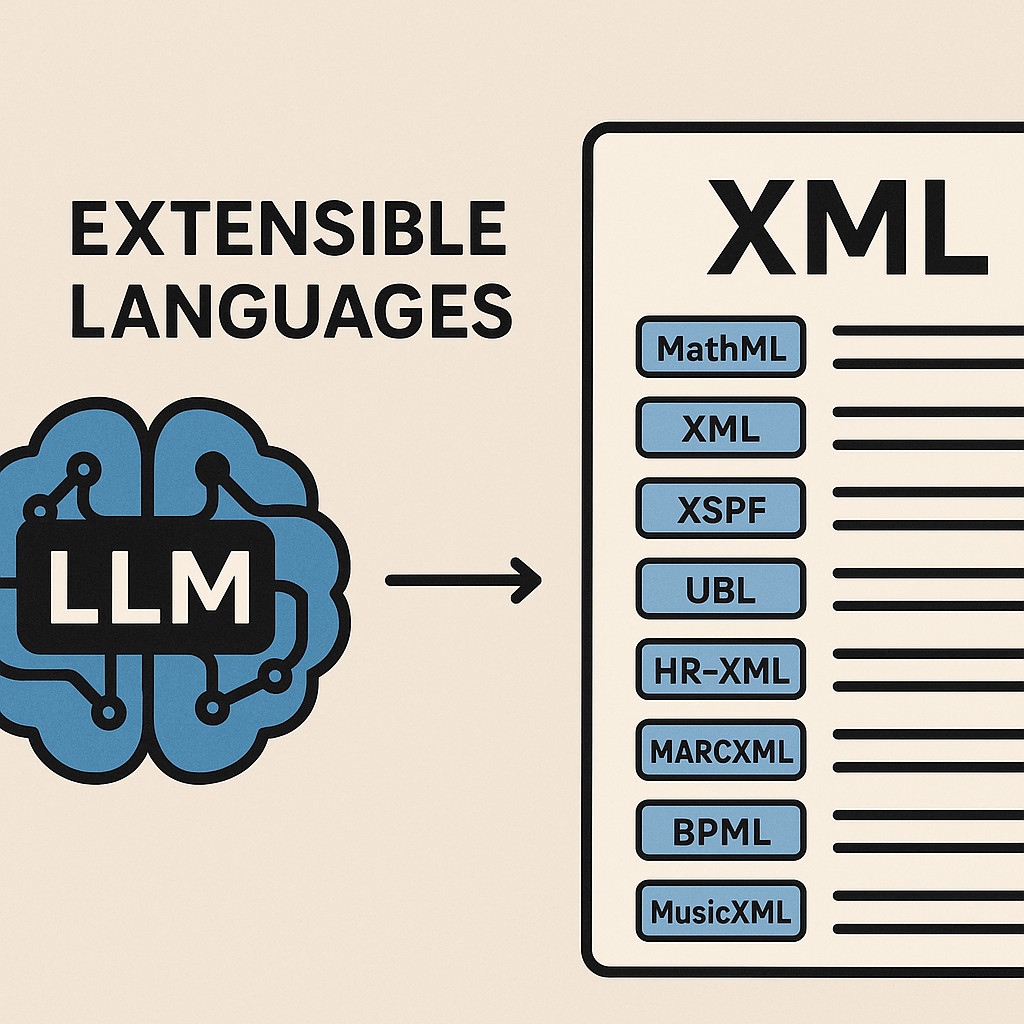 EXTENSIBLE
LANGUAGES
LLM
XML
MathML
XML
XSPF
UBL
HR-XML
MARCXML
BPML
MusicXML